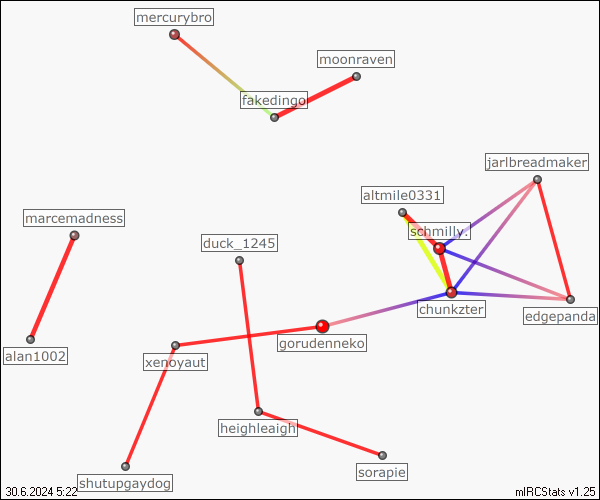 mercurybro
moonraven
fakedingo
jarlbreadmaker
altmile0331
marcemadness
schmilly.
duck_1245
chunkzter
edgepanda
gorudenneko
alan1002
xenoyaut
heighleaigh
sorapie
shutupgaydog
30.6.2024 5:22
mIRCStats v1.25